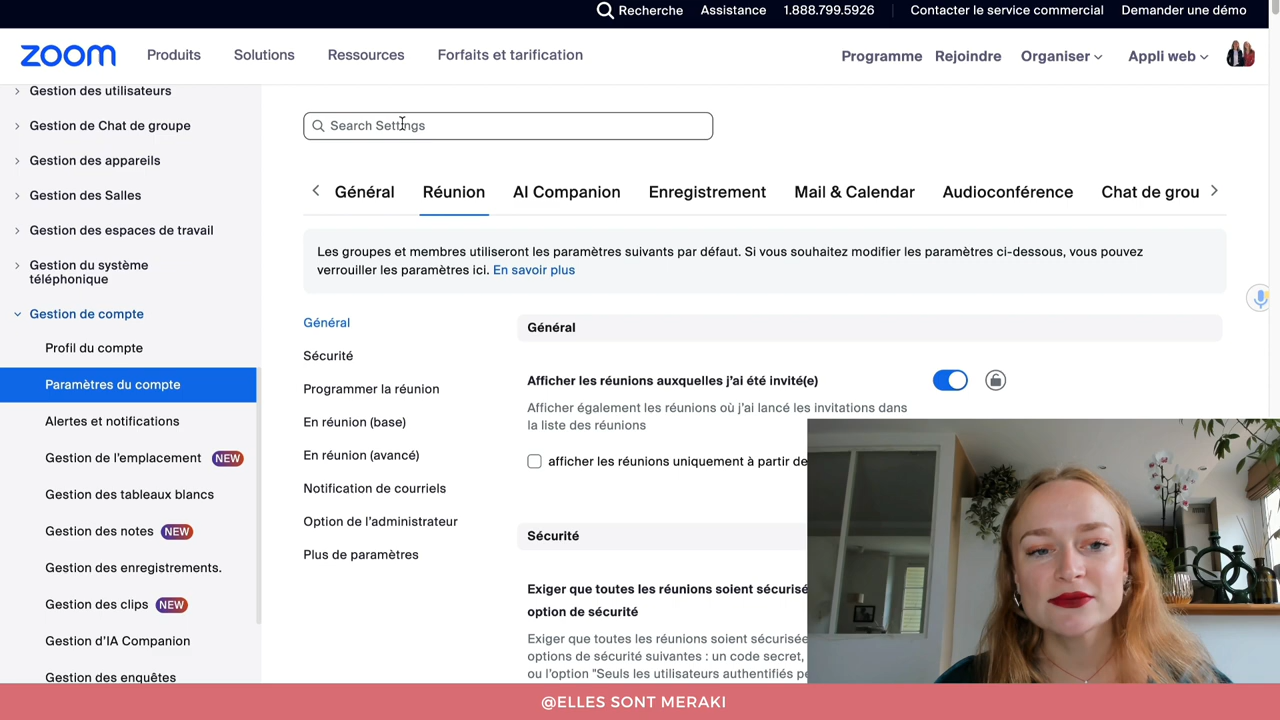 Recherche
Assistance
1.888.799.5926
Contacter le service commercial
Demander une démo
zoom
Produits
Solutions
Ressources
Forfaits et tarification
Programme
Rejoindre
Organiser
Appli web
Gestion des utilisateurs
Gestion de Chat de groupe
Gestion des appareils
Gestion des Salles
Gestion des espaces de travail
Gestion du système
téléphonique
Gestion de compte
Profil du compte
Paramètres du compte
Alertes et notifications
Gestion de l'emplacement NEW
Gestion des tableaux blancs
Gestion des notes NEW
Gestion des enregistrements.
Gestion des clips NEW
Gestion d'IA Companion
Gestion des enquêtes
Search Settings
Général
Réunion
AI Companion
Enregistrement
Mail & Calendar
Audioconférence
Chat de grou
Les groupes et membres utiliseront les paramètres suivants par défaut. Si vous souhaitez modifier les paramètres ci-dessous, vous pouvez
verrouiller les paramètres ici. En savoir plus
Général
Sécurité
Programmer la réunion
En réunion (base)
En réunion (avancé)
Notification de courriels
Option de l'administrateur
Plus de paramètres
Général
Afficher les réunions auxquelles j'ai été invité(e)
Afficher également les réunions où j'ai lancé les invitations dans
la liste des réunions
afficher les réunions uniquement à partir de
Sécurité
Exiger que toutes les réunions soient sécurisé
option de sécurité
Exiger que toutes les réunions soient sécurisée
options de sécurité suivantes : un code secret,
ou l'option "Seuls les utilisateurs authentifiés pe
@ELLES SONT MERAKI